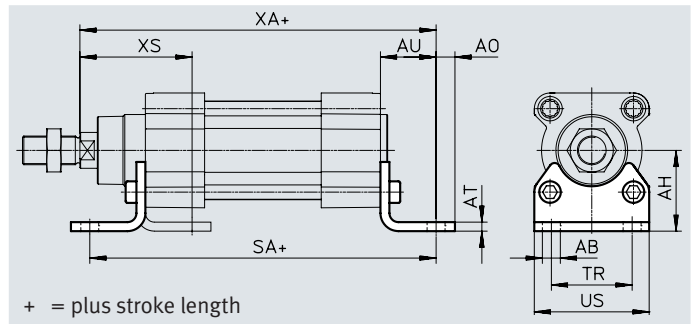 XA+
XS
AU
AO
AT
SA+
AH
AB
TR
US
+ = plus stroke length